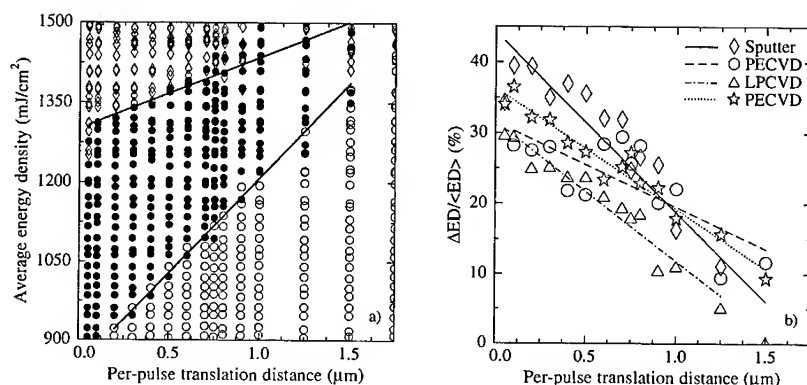 1500
1350
1200
1050
900
Average energy density (mJ/cm²)
0.0
0.5
1.0
1.5
Per-pulse translation distance (µm)
a)
40
30
20
10
0
ΔED/<ED> (%)
Sputter
PECVD
LPCVD
PECVD
0.0
0.5
1.0
1.5
Per-pulse translation distance (µm)
b)